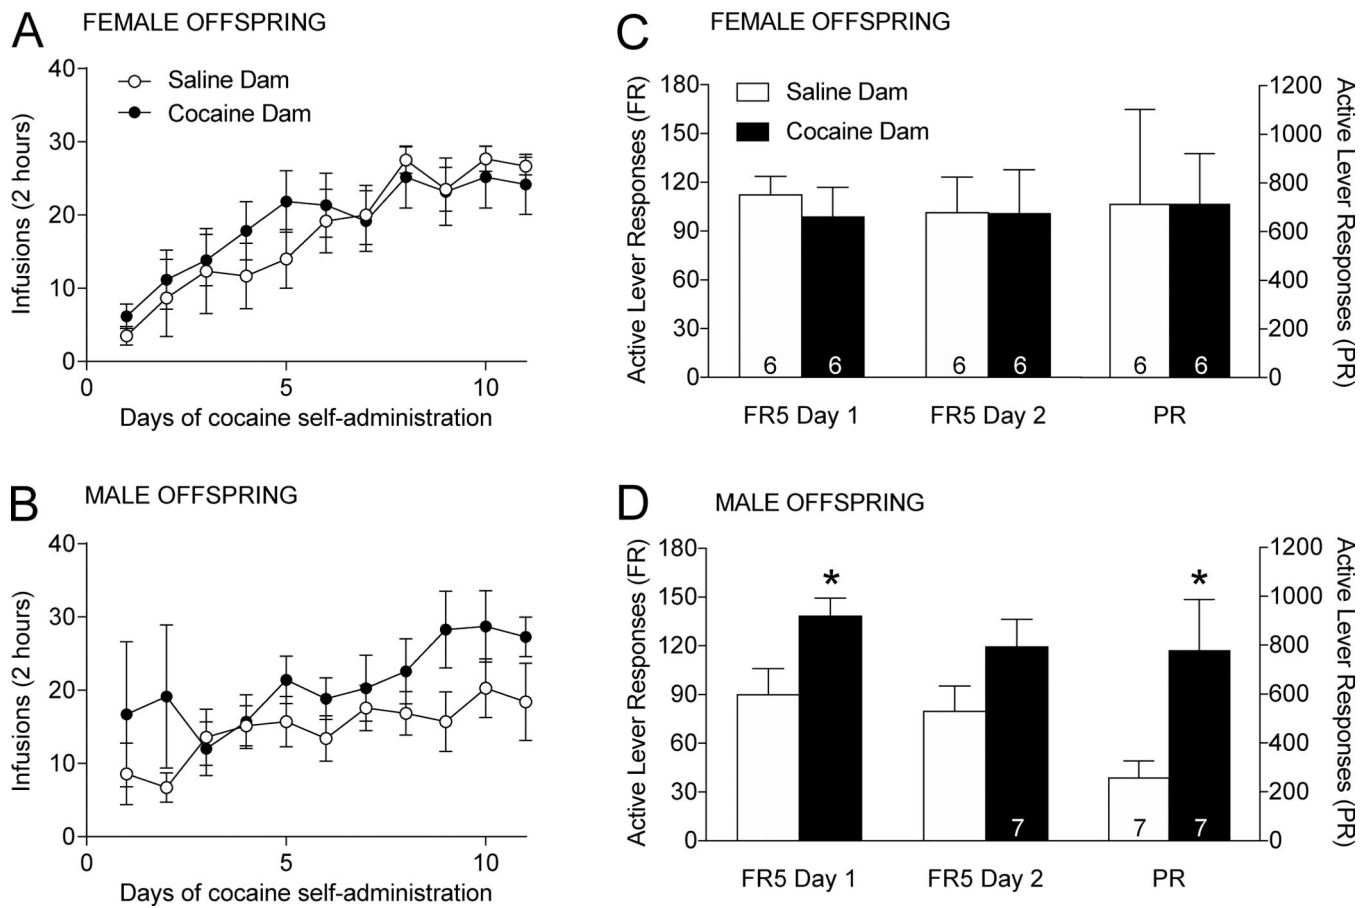 A FEMALE OFFSPRING
Saline Dam
Cocaine Dam
Infusions (2 hours)
40
30
20
10
0
0 5 10
Days of cocaine self-administration
C FEMALE OFFSPRING
Saline Dam
Cocaine Dam
Active Lever Responses (FR)
180
150
120
90
60
30
0
6 6 6 6 6 6
FR5 Day 1 FR5 Day 2 PR
1200
1000
800
600
400
200
0
Active Lever Responses (PR)
B MALE OFFSPRING
Infusions (2 hours)
40
30
20
10
0
0 5 10
Days of cocaine self-administration
D MALE OFFSPRING
Active Lever Responses (FR)
180
150
120
90
60
30
0
* *
7 7 7
FR5 Day 1 FR5 Day 2 PR
1200
1000
800
600
400
200
0
Active Lever Responses (PR)